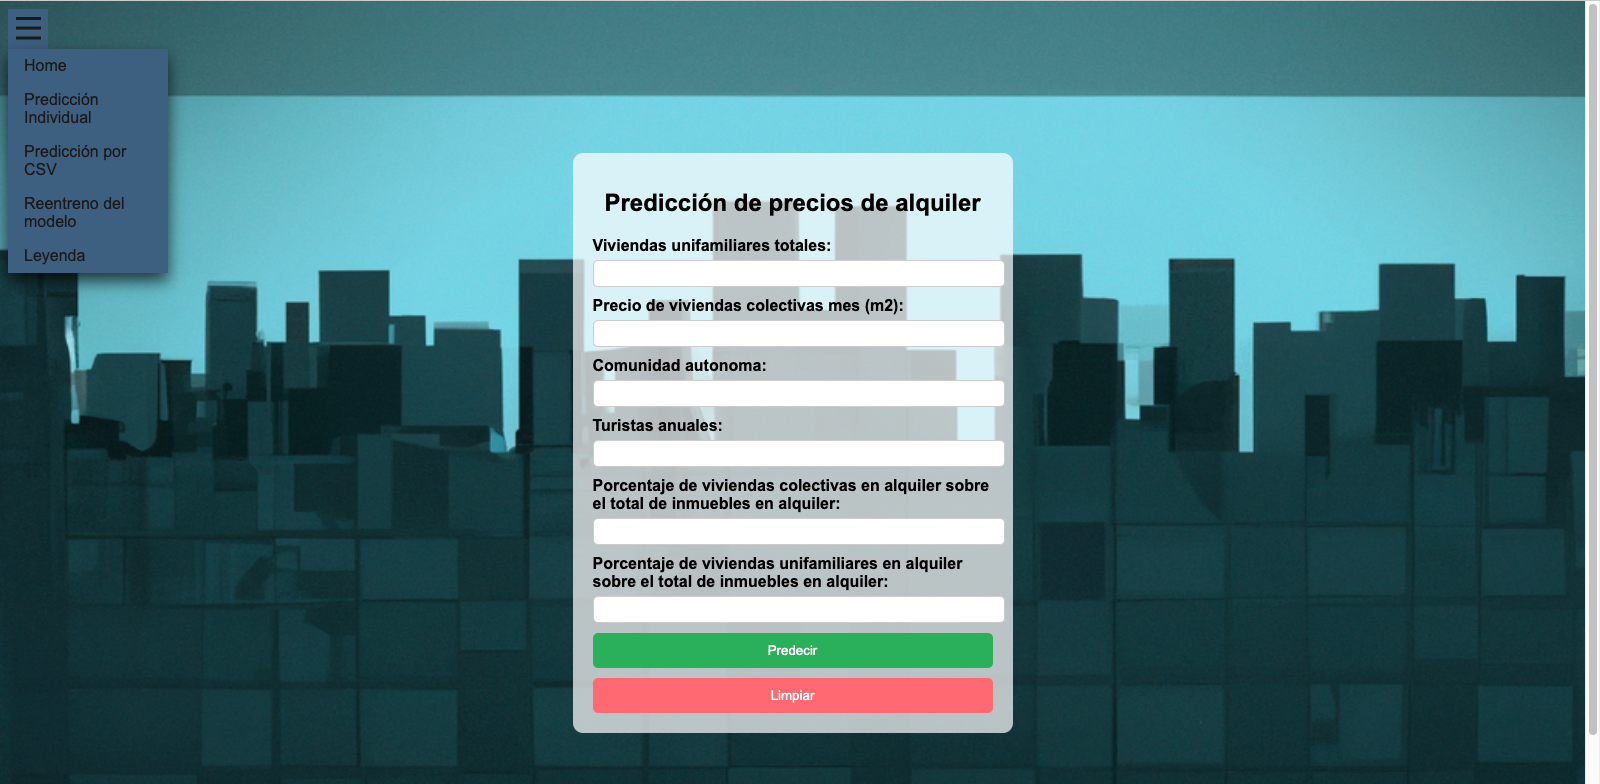 Home
Predicción
Individual
Predicción por
CSV
Reentreno del
modelo
Leyenda
Predicción de precios de alquiler
Viviendas unifamiliares totales:
Precio de viviendas colectivas mes (m2):
Comunidad autonoma:
Turistas anuales:
Porcentaje de viviendas colectivas en alquiler sobre
el total de inmuebles en alquiler:
Porcentaje de viviendas unifamiliares en alquiler
sobre el total de inmuebles en alquiler:
Predecir
Limpiar